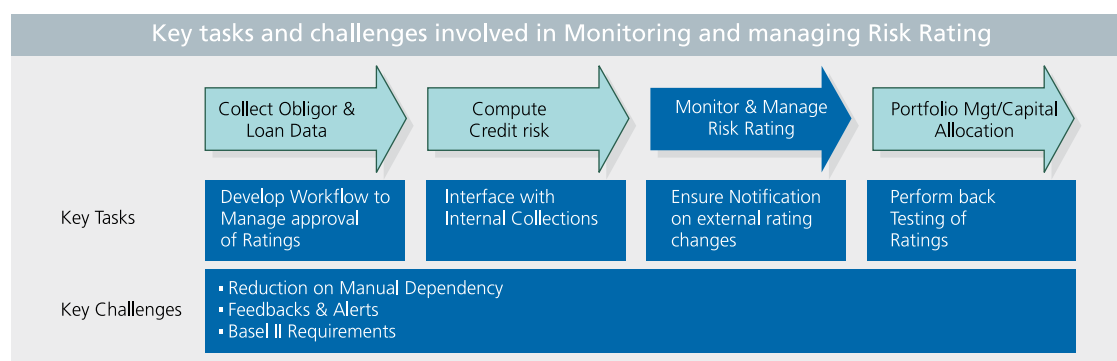 Key tasks and challenges involved in Monitoring and managing Risk Rating
Collect Obligor &
Loan Data
Compute
Credit risk
Monitor & Manage
Risk Rating
Portfolio Mgt/Capital
Allocation
Key Tasks
Develop Workflow to
Manage approval
of Ratings
Interface with
Internal Collections
Ensure Notification
on external rating
changes
Perform back
Testing of
Ratings
Key Challenges
▪ Reduction on Manual Dependency
▪ Feedbacks & Alerts
▪ Basel II Requirements